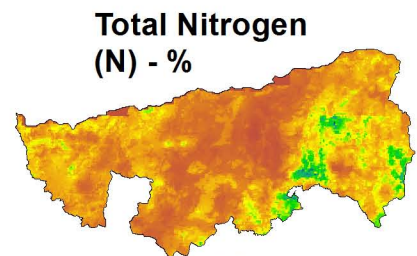 Total Nitrogen
(N) - %